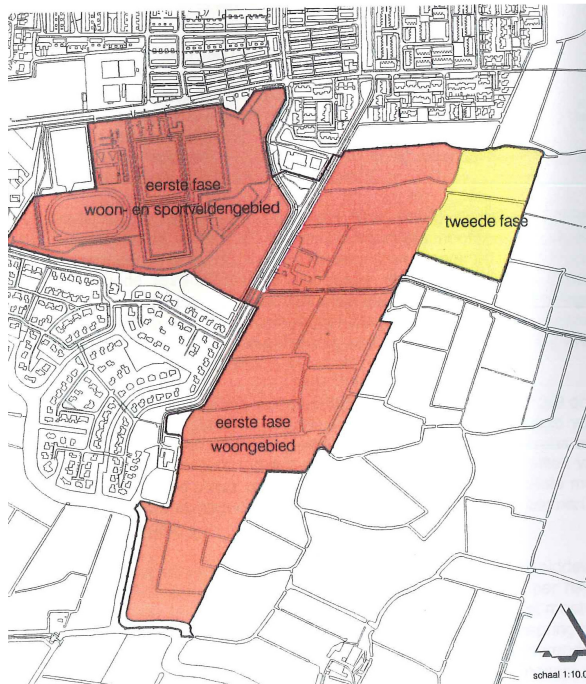 eerste fase
woon- en sportveldengebied
tweede fase
eerste fase
woongebied
schaal 1:10.0